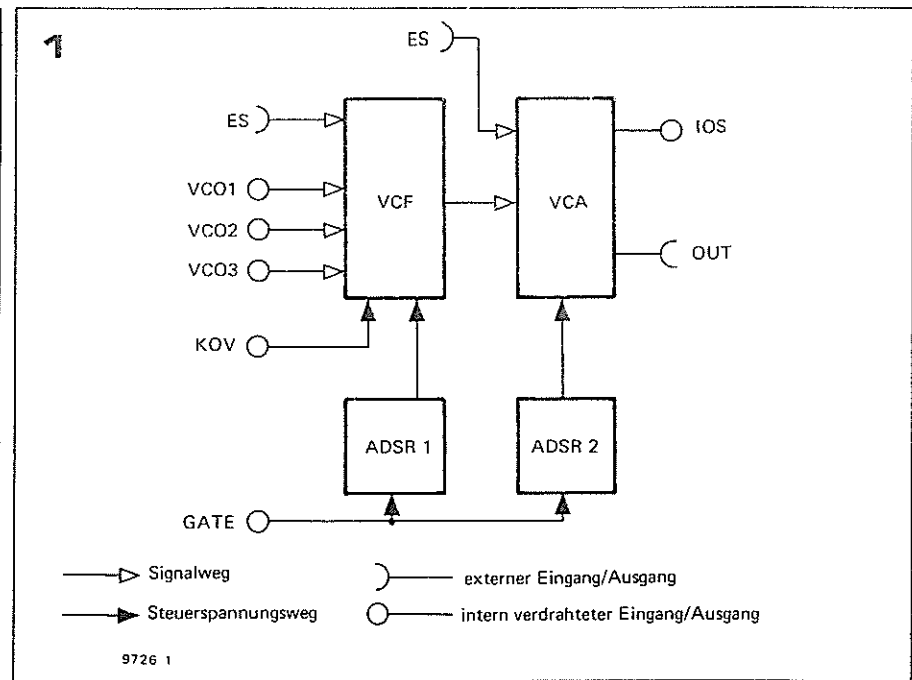 1
ES
ES
IOS
VCO1
VCF
VCA
VCO2
OUT
VCO3
KOV
ADSR 1
ADSR 2
GATE
Signalweg
externer Eingang/Ausgang
Steuerspannungsweg
intern verdrahteter Eingang/Ausgang
9726 1